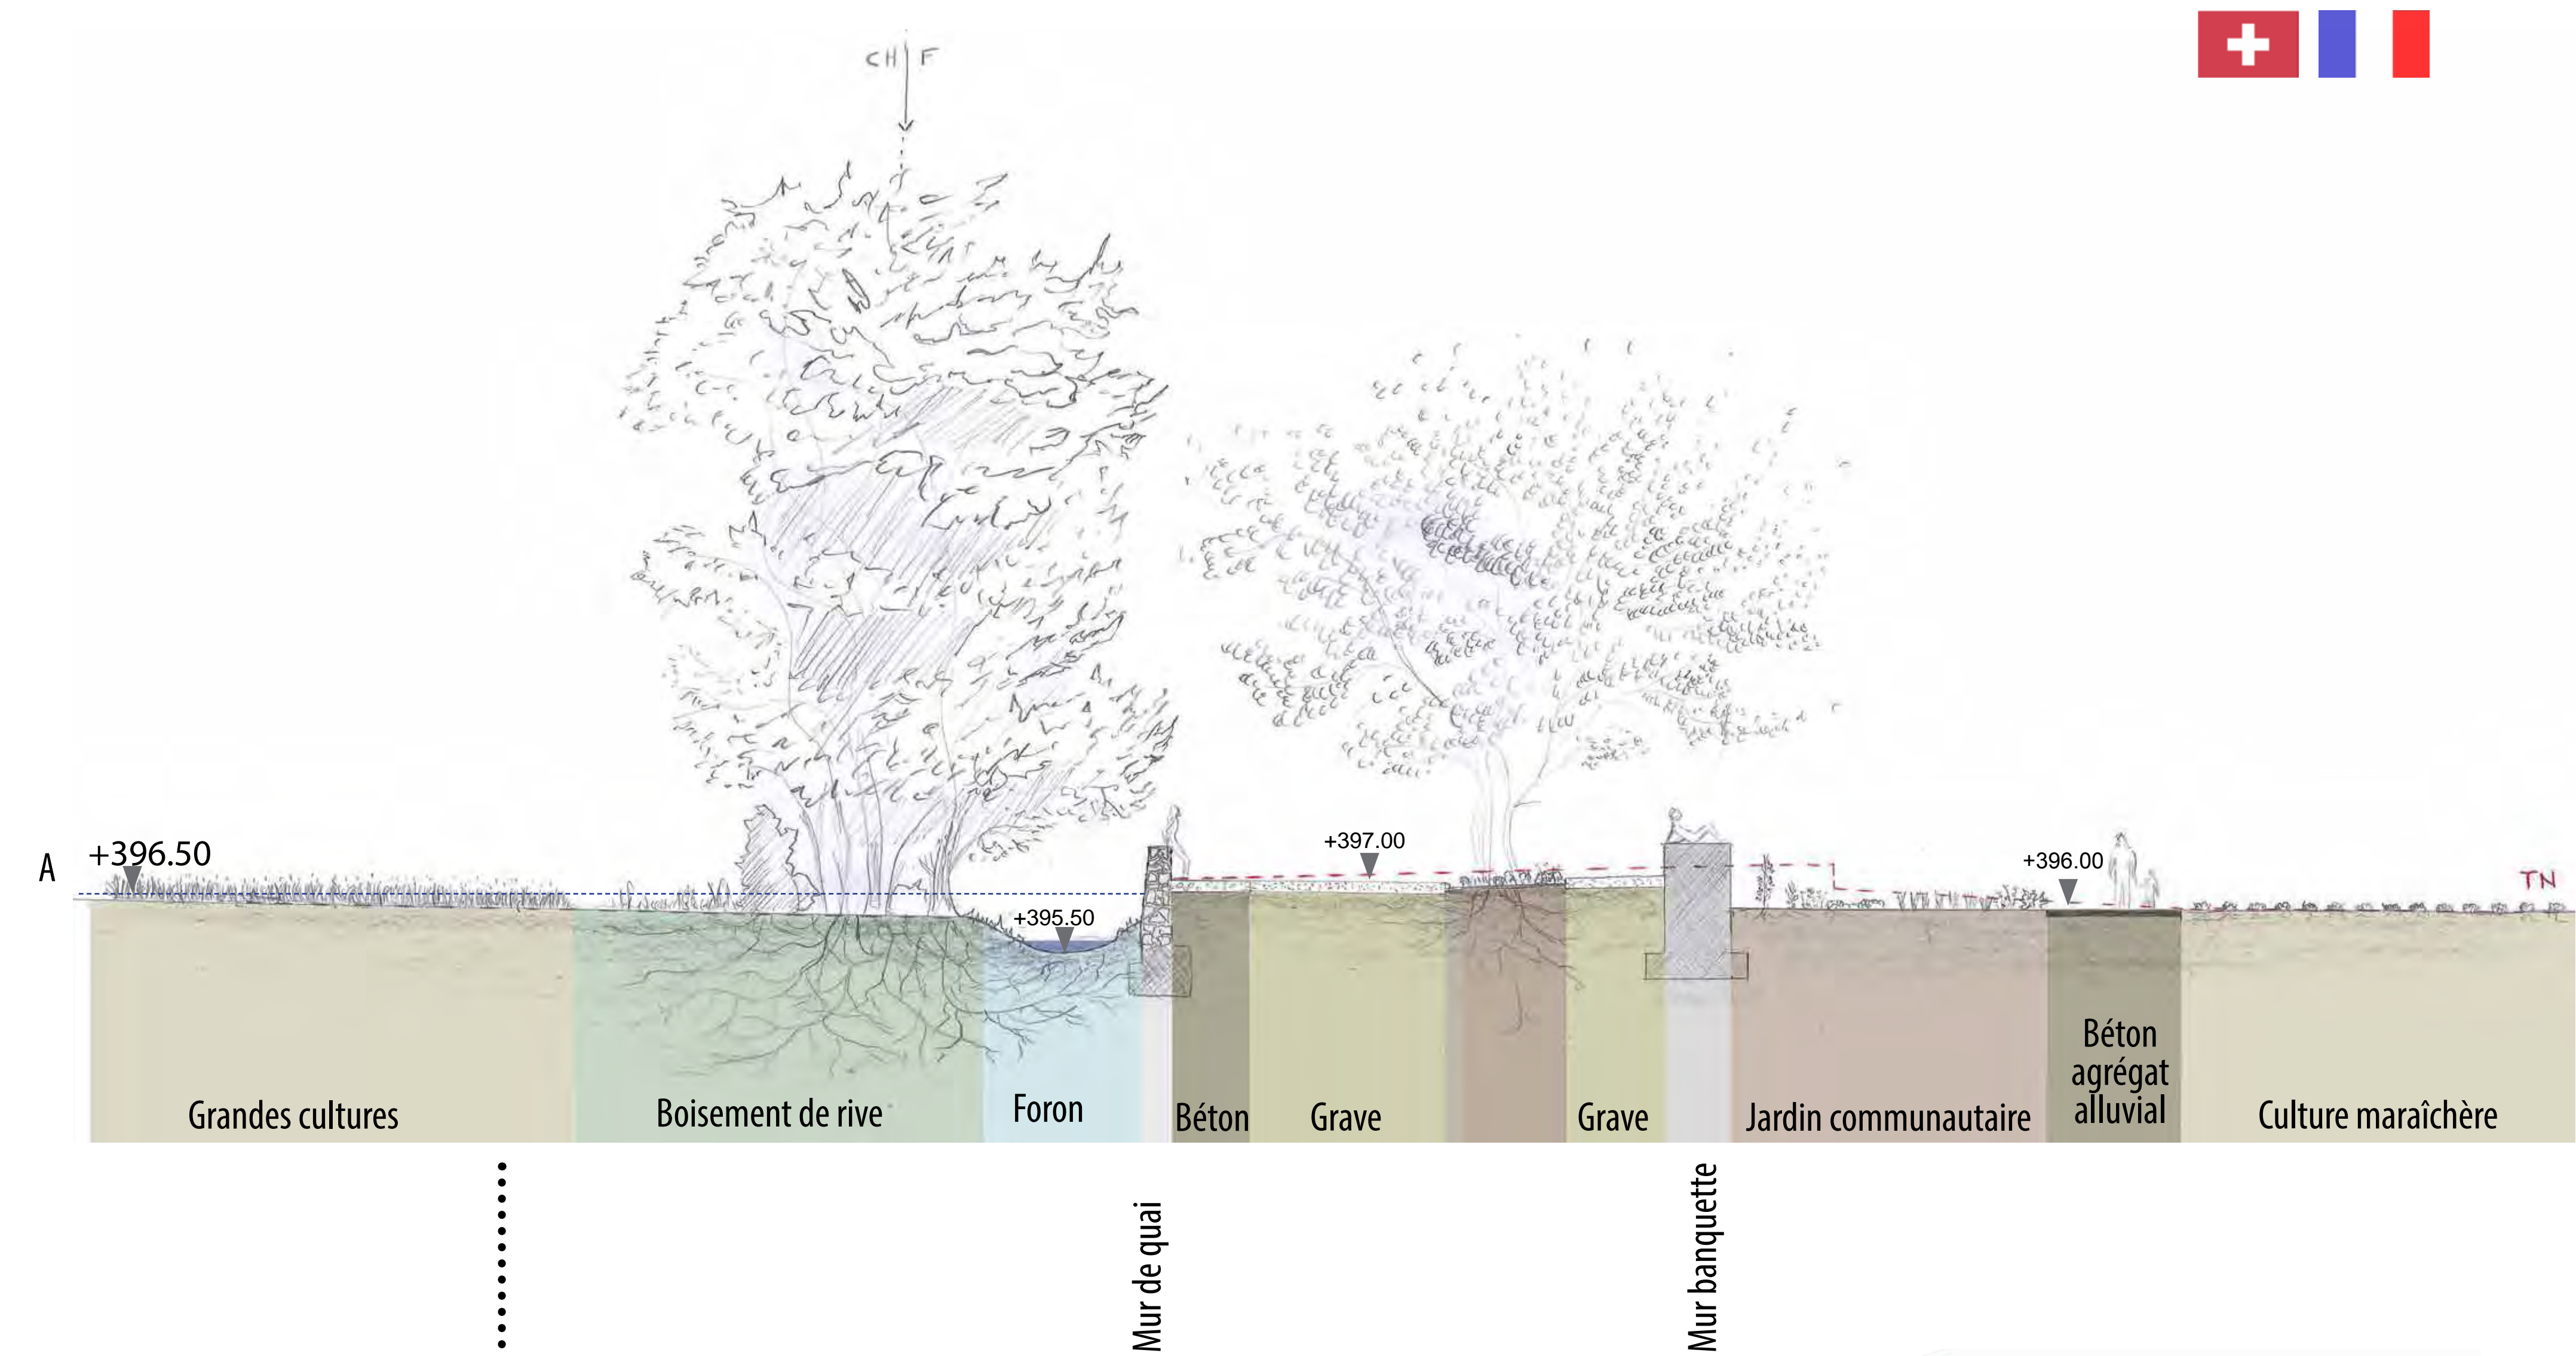 CH F
+396.50
A
+397.00
+396.00
TN
+395.50
Grandes cultures
Boisement de rive
Foron
Béton
Grave
Grave
Jardin communautaire
Béton
agrégat
alluvial
Culture maraîchère
Mur de quai
Mur banquette